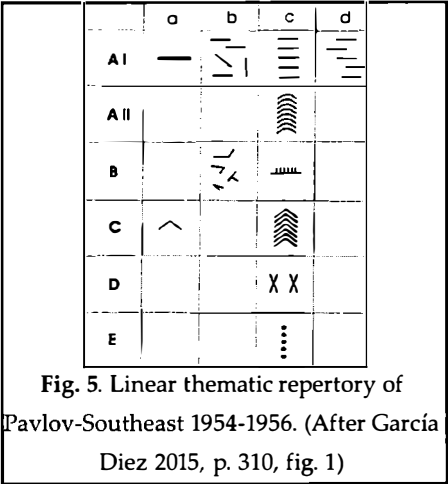 a b c d
A I
A II
B
C
D
X X
E
Fig. 5. Linear thematic repertory of
Pavlov-Southeast 1954-1956. (After García
Diez 2015, p. 310, fig. 1)